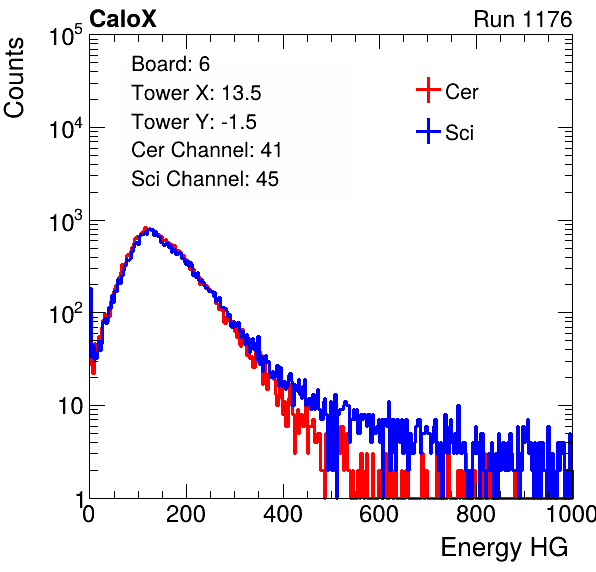 CaloX Run 1176
Counts
10^5
10^4
10^3
10^2
10
1
Board: 6
Tower X: 13.5
Tower Y: -1.5
Cer Channel: 41
Sci Channel: 45
Cer
Sci
0 200 400 600 800 1000
Energy HG